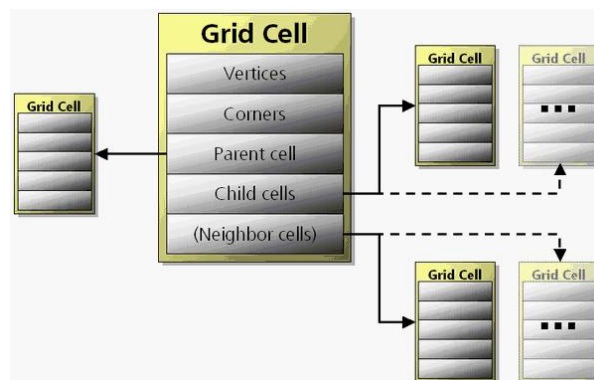 Grid Cell
Vertices
Corners
Parent cell
Child cells
(Neighbor cells)
Grid Cell
Grid Cell
Grid Cell
...
Grid Cell
Grid Cell
...